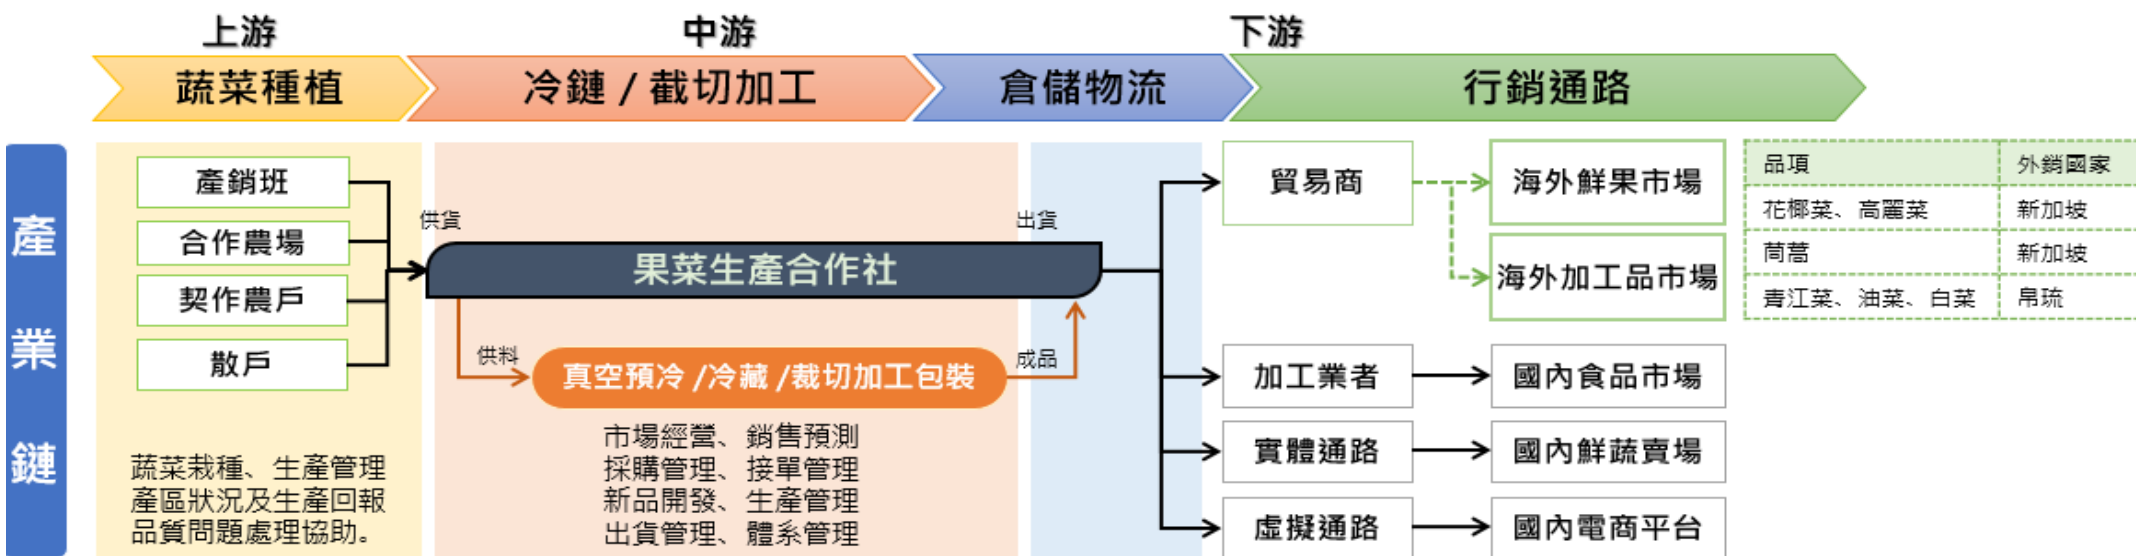 上游
中游
下游
蔬菜種植
冷鏈 / 截切加工
倉儲物流
行銷通路
產業鏈
產銷班
合作農場
契作農戶
散戶
蔬菜栽種、生產管理
產區狀況及生產回報
品質問題處理協助。
供貨
果菜生產合作社
出貨
供料
真空預冷 /冷藏 /裁切加工包裝
成品
市場經營、銷售預測
採購管理、接單管理
新品開發、生產管理
出貨管理、體系管理
貿易商
海外鮮果市場
海外加工品市場
加工業者
國內食品市場
實體通路
國內鮮蔬賣場
虛擬通路
國內電商平台
品項 外銷國家
花椰菜、高麗菜 新加坡
茼蒿 新加坡
青江菜、油菜、白菜 帛琉